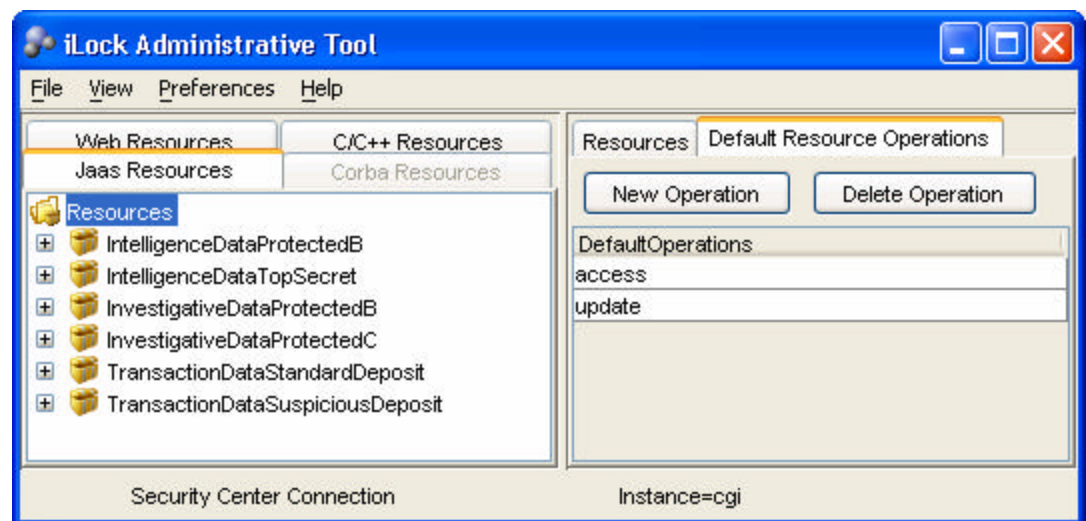 iLock Administrative Tool
File View Preferences Help
Web Resources C/C++ Resources
Jaas Resources Corba Resources
Resources
IntelligenceDataProtectedB
IntelligenceDataTopSecret
InvestigativeDataProtectedB
InvestigativeDataProtectedC
TransactionDataStandardDeposit
TransactionDataSuspiciousDeposit
Resources Default Resource Operations
New Operation Delete Operation
DefaultOperations
access
update
Security Center Connection Instance=cgi